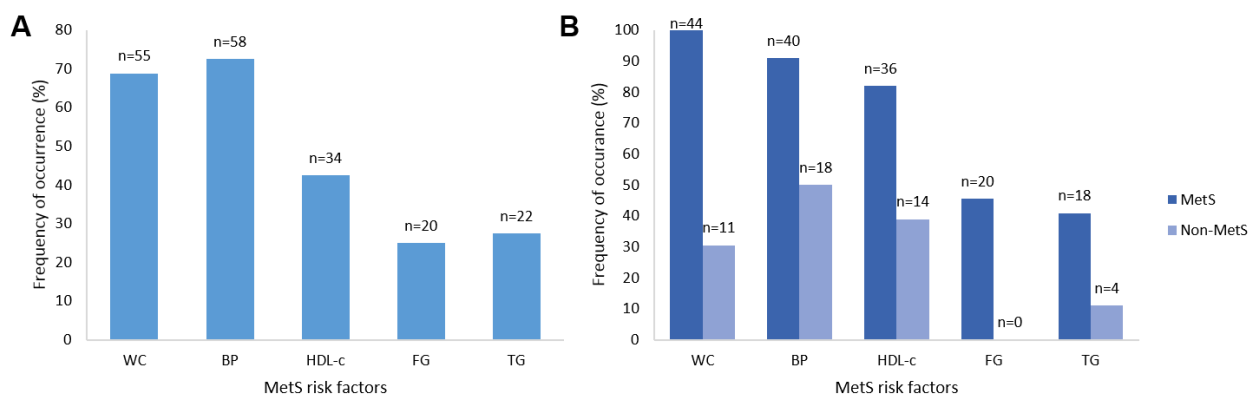 A
Frequency of occurrence (%)
80
70
60
50
40
30
20
10
0
n=55
n=58
n=34
n=20
n=22
WC
BP
HDL-c
FG
TG
MetS risk factors
B
Frequency of occurance (%)
100
90
80
70
60
50
40
30
20
10
0
n=44
n=11
n=40
n=18
n=36
n=14
n=20
n=0
n=18
n=4
WC
BP
HDL-c
FG
TG
MetS risk factors
MetS
Non-MetS